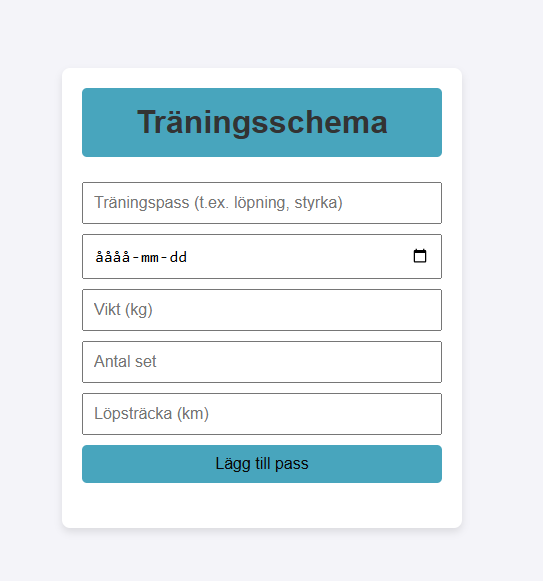 Träningsschema
Träningspass (t.ex. löpning, styrka)
åååå-mm-dd
Vikt (kg)
Antal set
Löpsträcka (km)
Lägg till pass